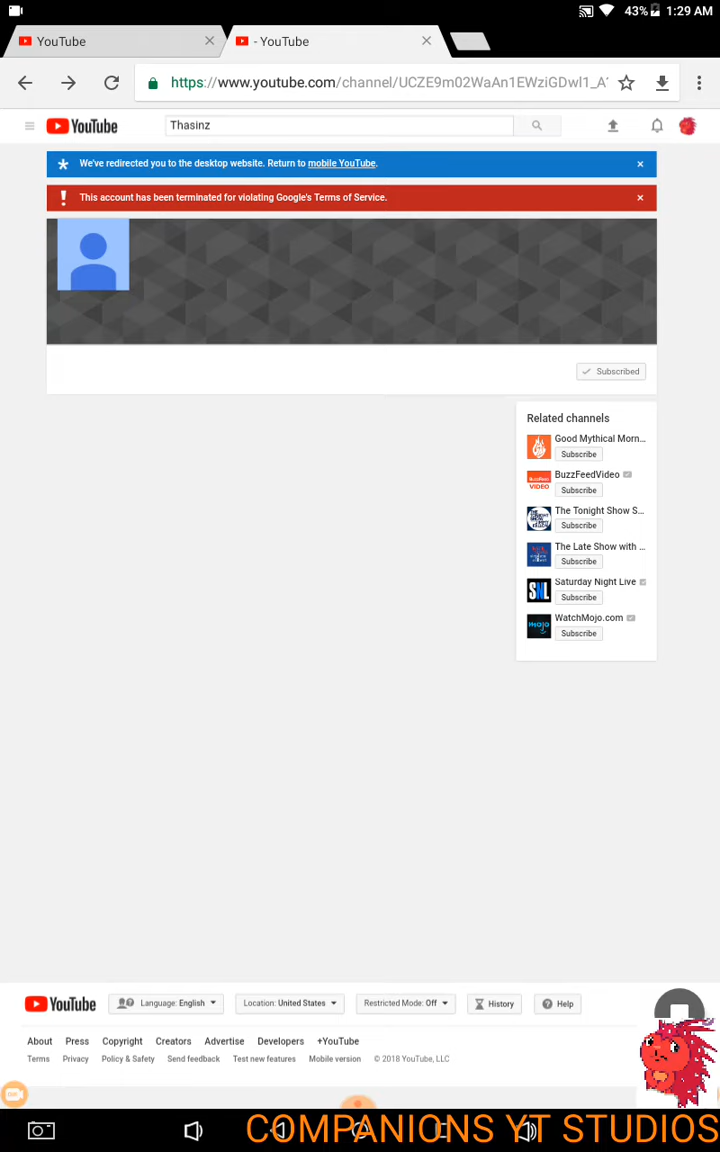 43% 1:29 AM
YouTube
- YouTube
https://www.youtube.com/channel/UCZE9m02WaAn1EWziGDwl1_A
YouTube
Thasinz
We've redirected you to the desktop website. Return to mobile YouTube.
This account has been terminated for violating Google's Terms of Service.
Subscribed
Related channels
Good Mythical Morn...
Subscribe
BuzzFeedVideo
Subscribe
The Tonight Show S...
Subscribe
The Late Show with ...
Subscribe
Saturday Night Live
Subscribe
WatchMojo.com
Subscribe
YouTube
Language: English
Location: United States
Restricted Mode: Off
History
Help
About Press Copyright Creators Advertise Developers +YouTube
Terms Privacy Policy & Safety Send feedback Test new features Mobile version © 2018 YouTube, LLC
COMPANIONS YT STUDIOS